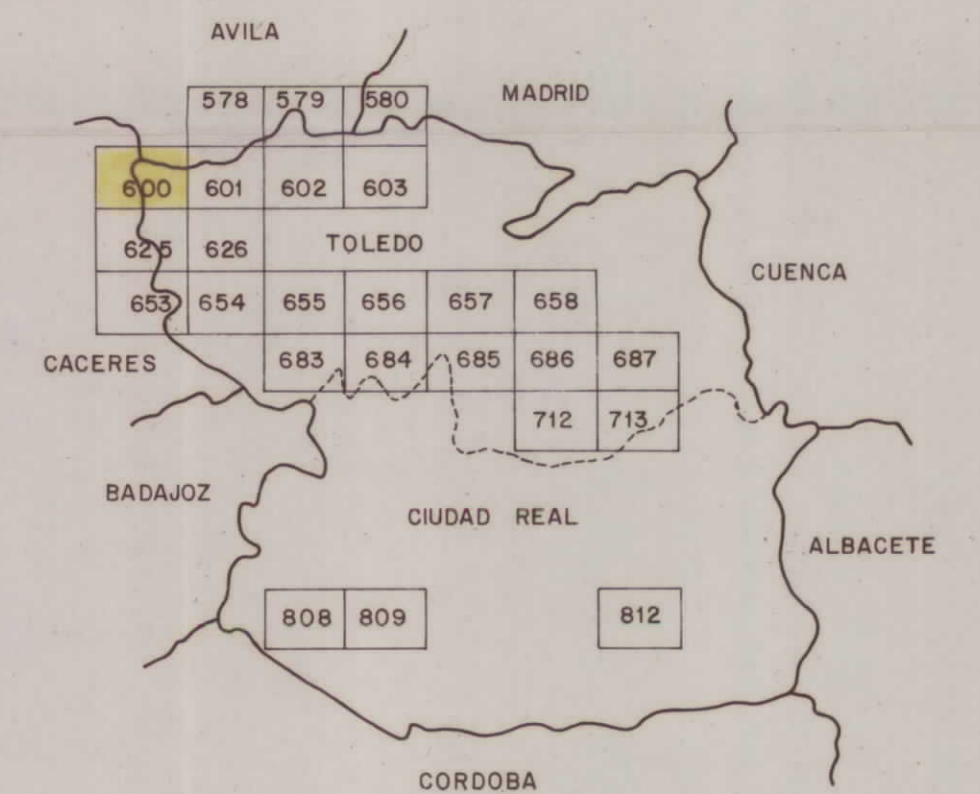 AVILA
MADRID
578 579 580
600 601 602 603
625 626 TOLEDO
CUENCA
653 654 655 656 657 658
CACERES
683 684 685 686 687
712 713
BADAJOZ
CIUDAD REAL
ALBACETE
808 809 812
CORDOBA